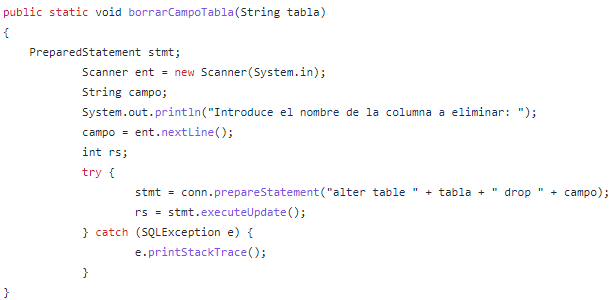 public static void borrarCampoTabla(String tabla)
{
PreparedStatement stmt;
Scanner ent = new Scanner(System.in);
String campo;
System.out.println("Introduce el nombre de la columna a eliminar: ");
campo = ent.nextLine();
int rs;
try {
stmt = conn.prepareStatement("alter table " + tabla + " drop " + campo);
rs = stmt.executeUpdate();
} catch (SQLException e) {
e.printStackTrace();
}
}